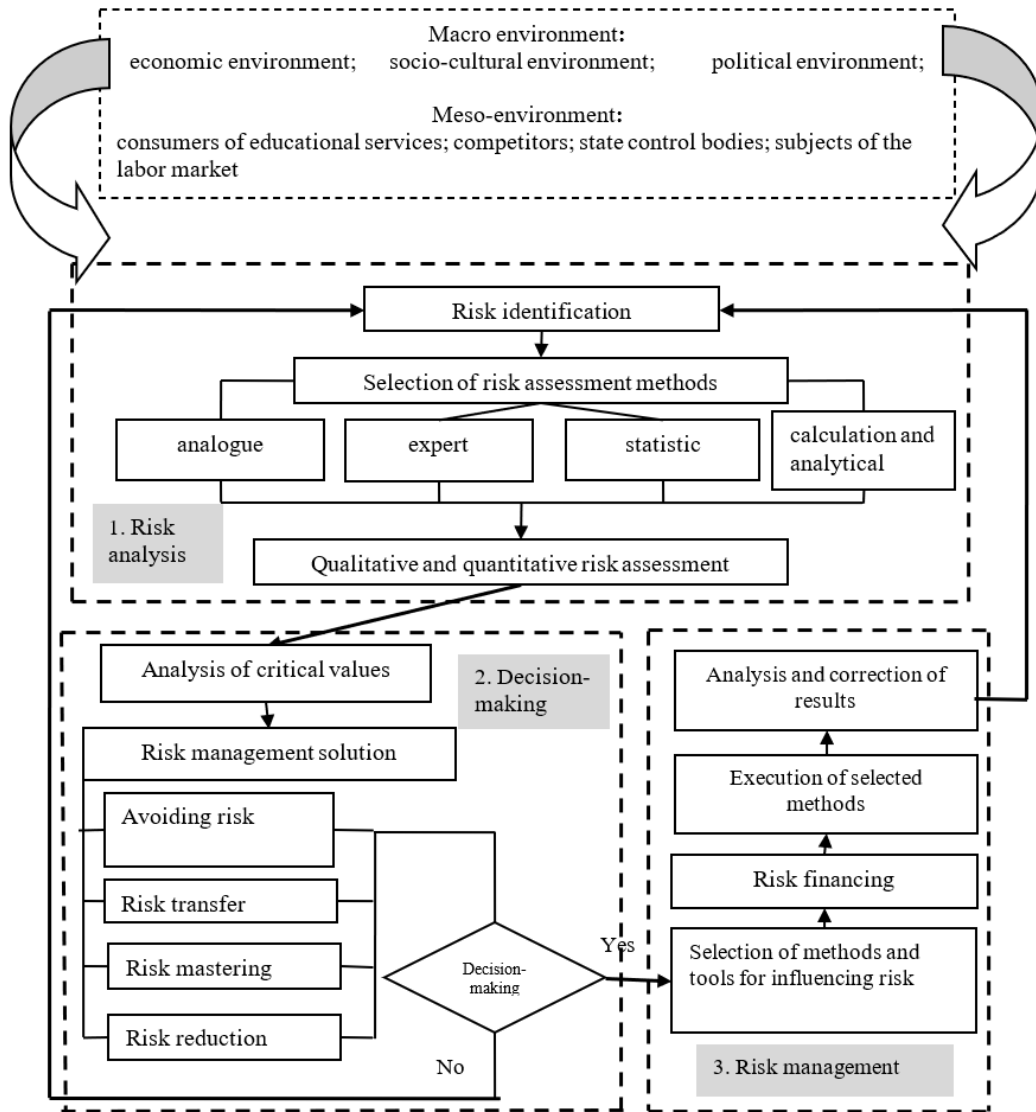 Macro environment:
economic environment; socio-cultural environment; political environment;
Meso-environment:
consumers of educational services; competitors; state control bodies; subjects of the
labor market
Risk identification
Selection of risk assessment methods
analogue
expert
statistic
calculation and
analytical
1. Risk
analysis
Qualitative and quantitative risk assessment
Analysis of critical values
2. Decision-
making
Risk management solution
Avoiding risk
Risk transfer
Risk mastering
Risk reduction
Decision-
making
Yes
No
Analysis and correction of
results
Execution of selected
methods
Risk financing
Selection of methods and
tools for influencing risk
3. Risk management